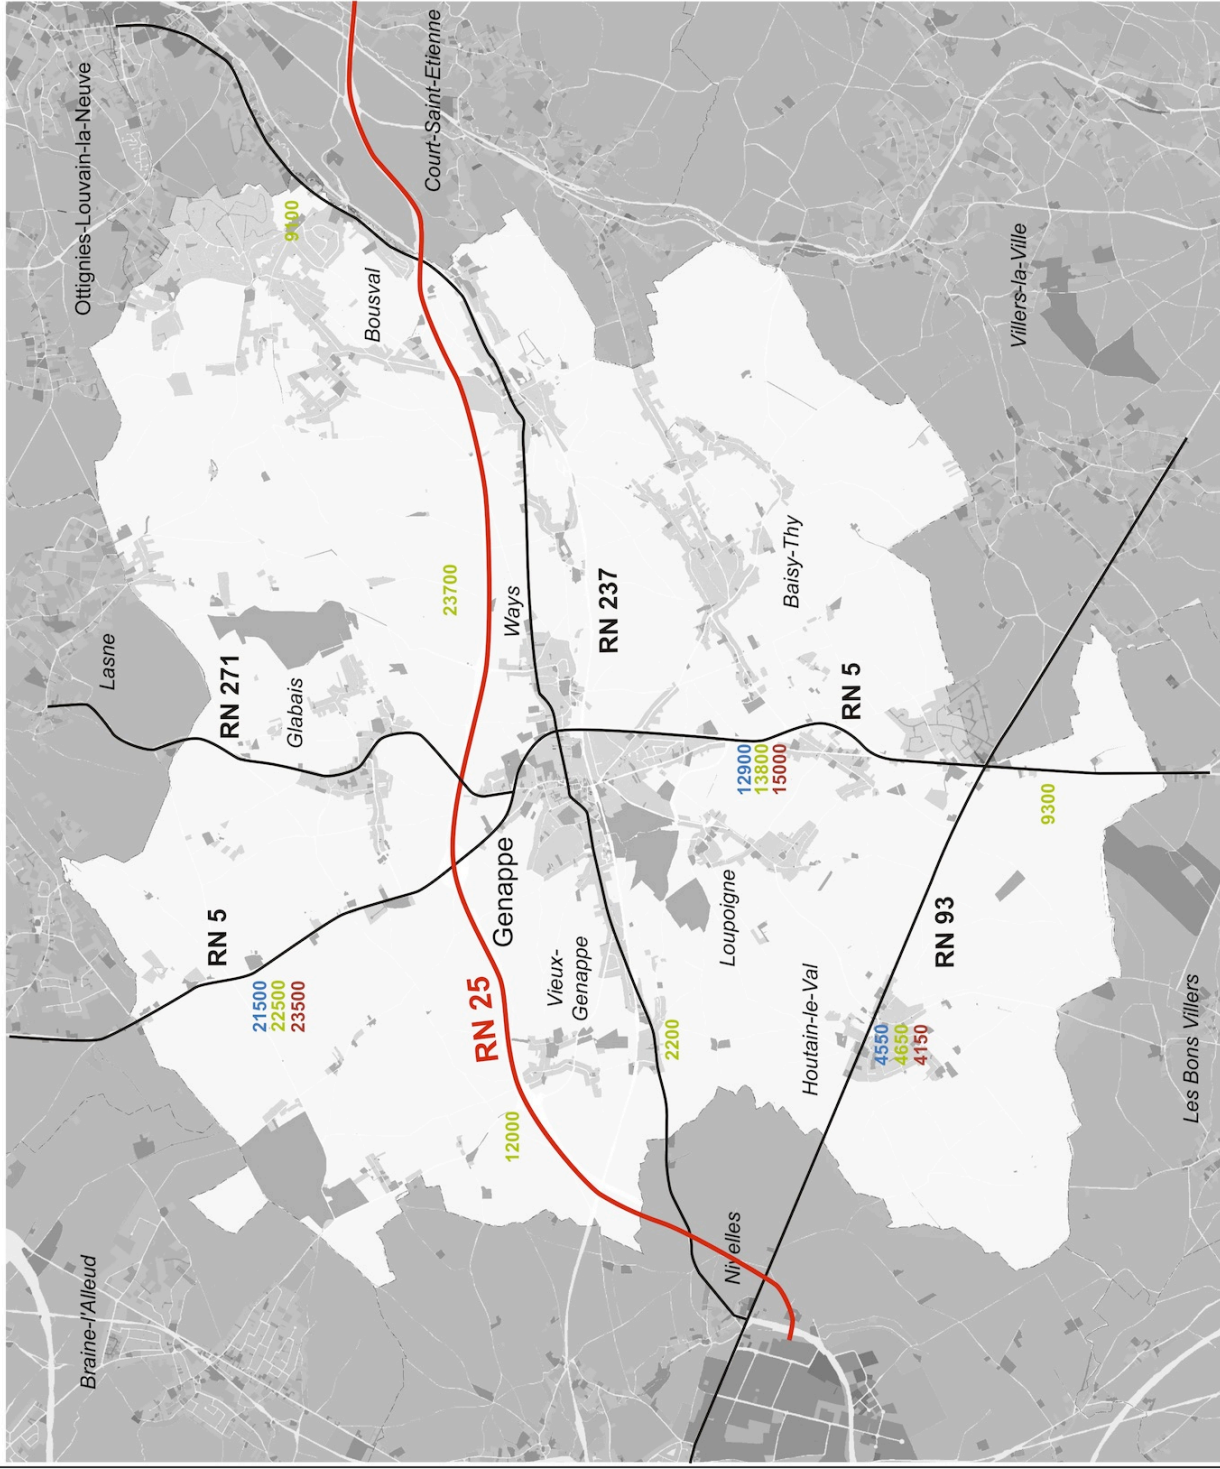 Braine-l'Alleud
RN 5
21500
22500
23500
Lasne
RN 271
Glabais
Ottignies-Louvain-la-Neuve
9100
Bousval
Court-Saint-Etienne
23700
RN 25
12000
Genappe
Ways
Vieux-
Genappe
RN 237
2200
Nivelles
Loupoigne
12900
13800
15000
Baisy-Thy
RN 5
Houtain-le-Val
4550
4650
4150
RN 93
9300
Villers-la-Ville
Les Bons Villers